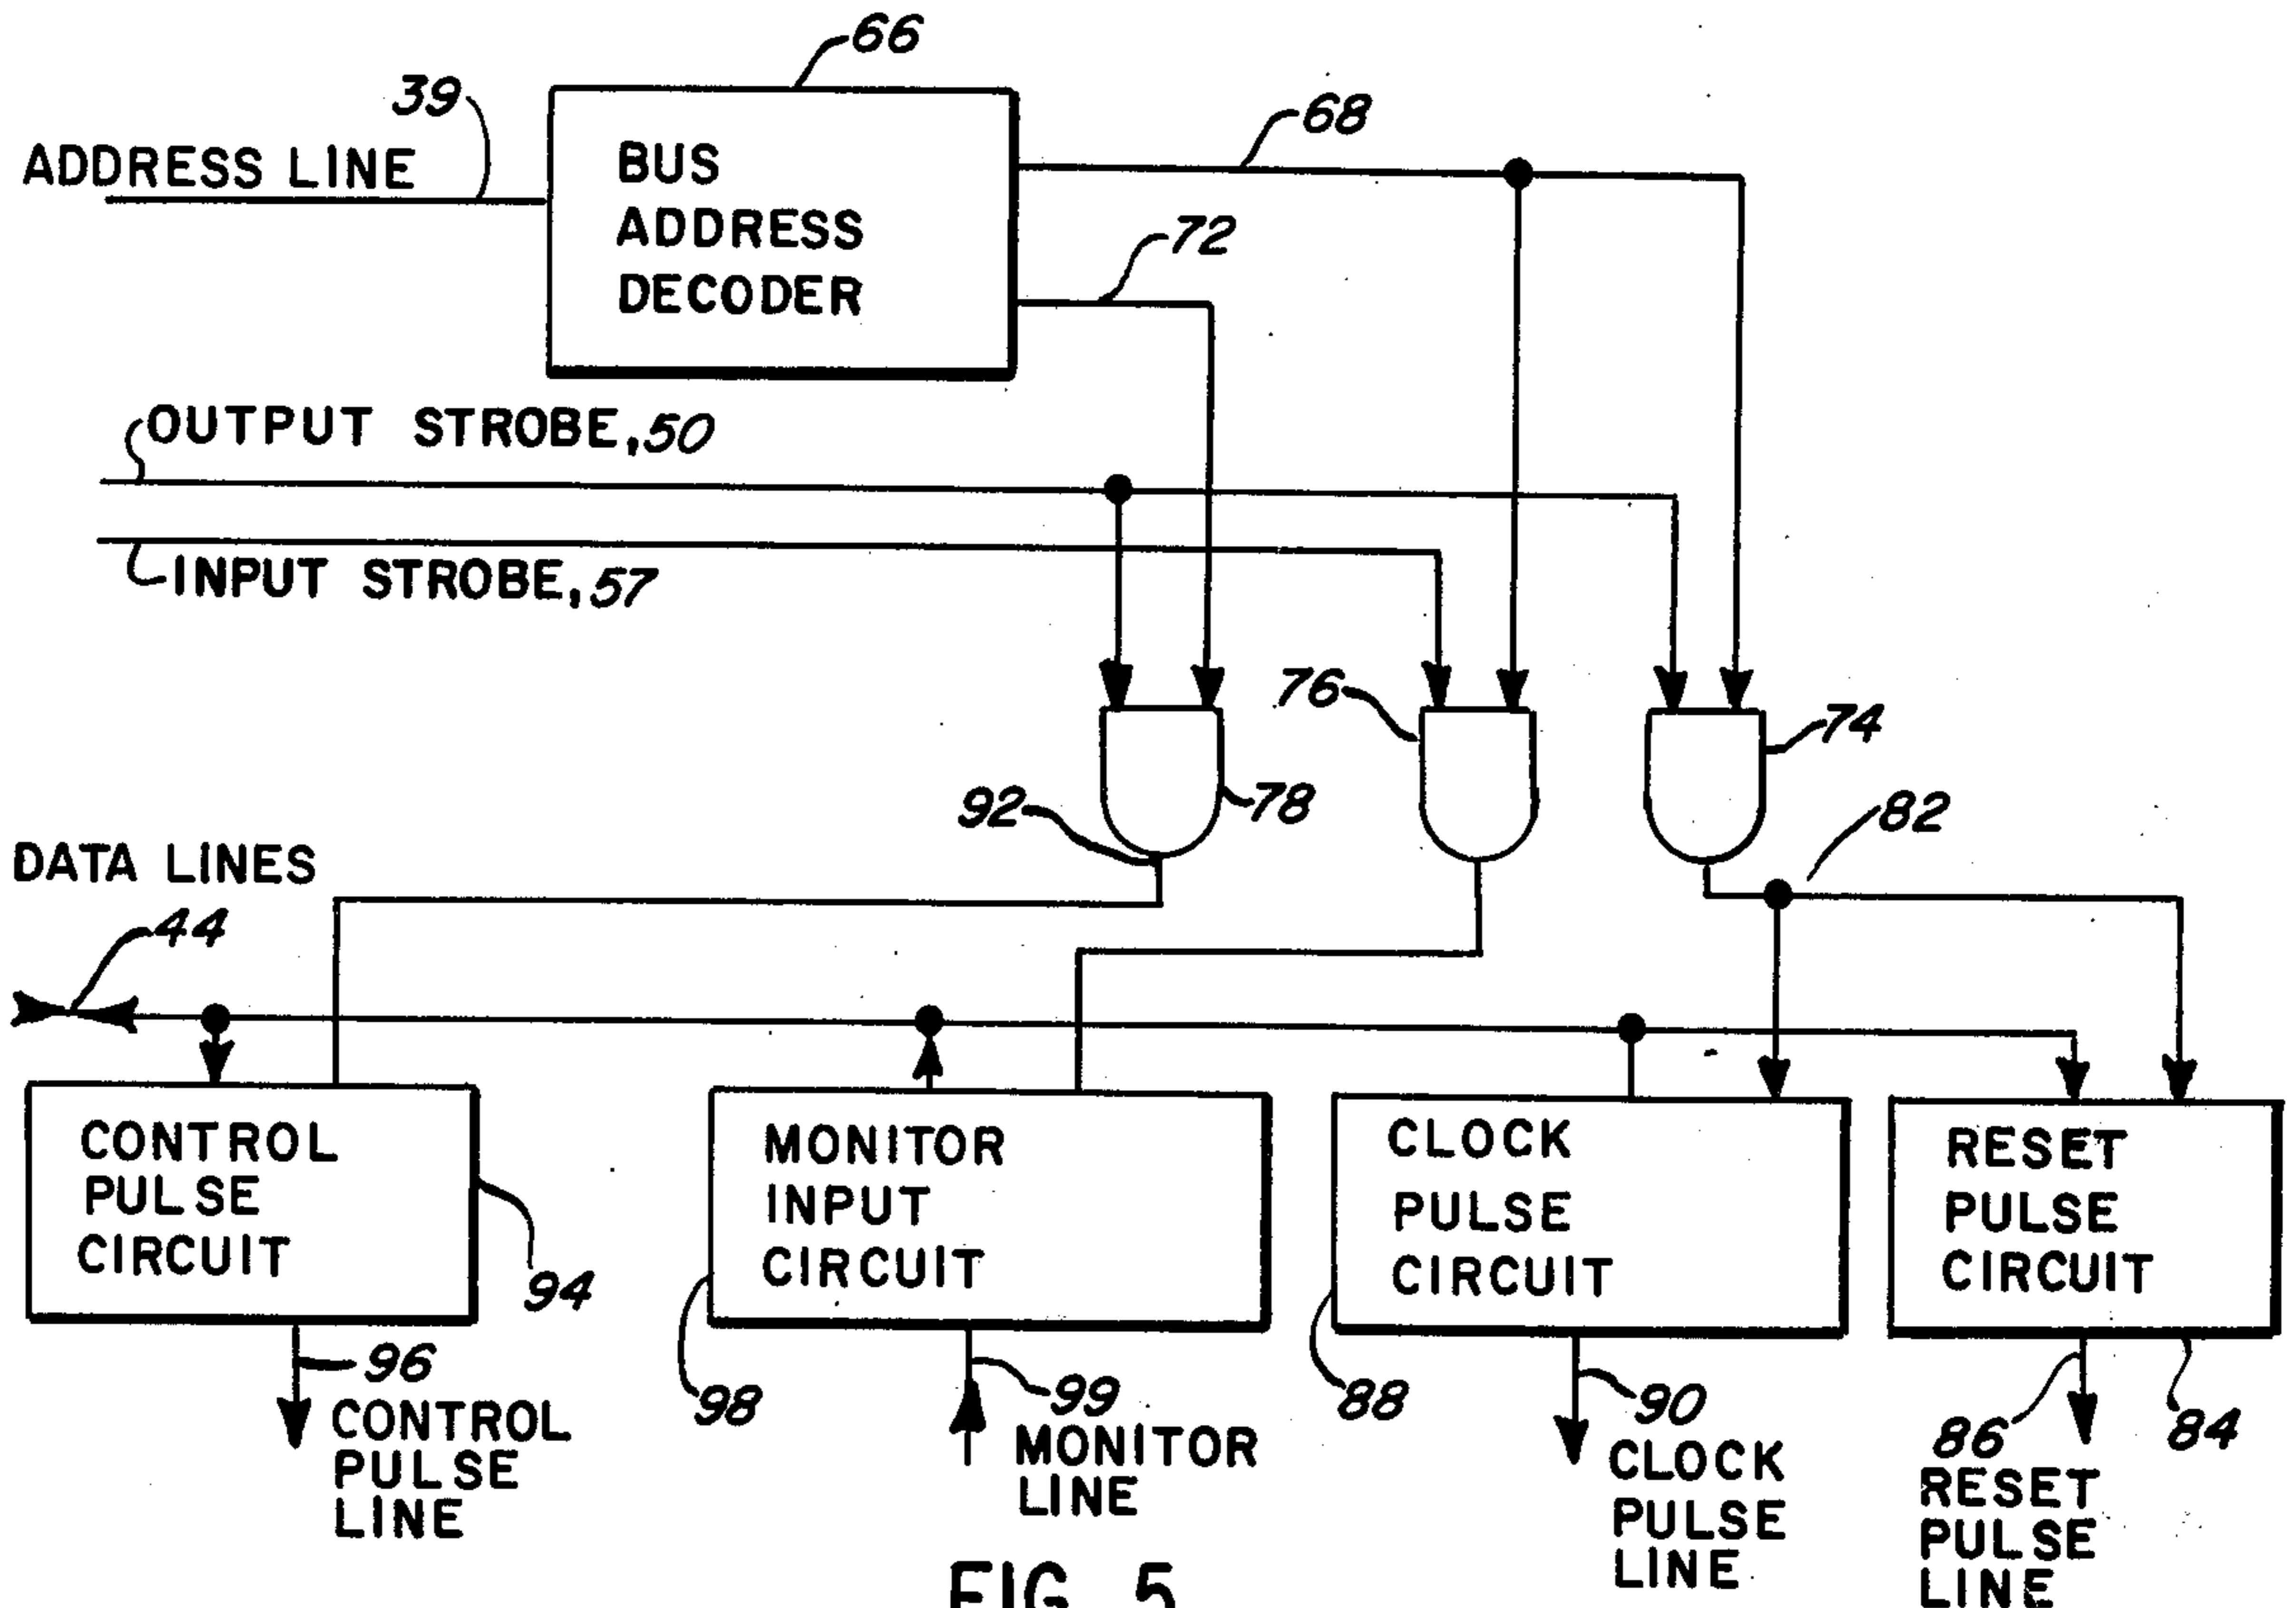 66
39
68
ADDRESS LINE
BUS
ADDRESS
DECODER
72
OUTPUT STROBE,50
INPUT STROBE,57
76
74
92
78
82
DATA LINES
44
CONTROL
PULSE
CIRCUIT
MONITOR
INPUT
CIRCUIT
CLOCK
PULSE
CIRCUIT
RESET
PULSE
CIRCUIT
94
96
CONTROL
PULSE
LINE
98
99
MONITOR
LINE
88
90
CLOCK
PULSE
LINE
86
84
RESET
PULSE
LINE
FIG. 5